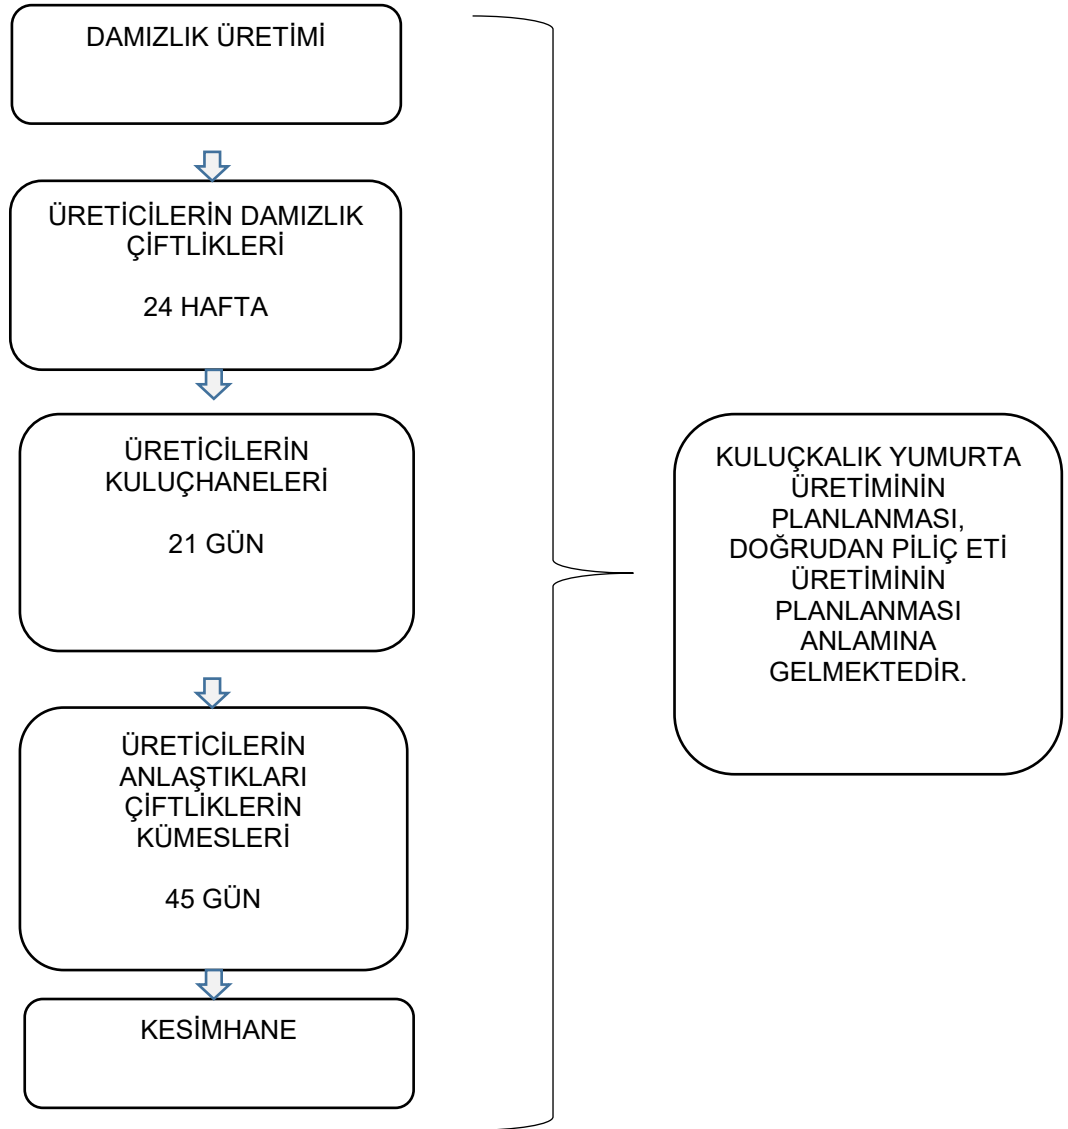 DAMIZLIK ÜRETİMİ
ÜRETİCİLERİN DAMIZLIK
ÇİFTLİKLERİ
24 HAFTA
ÜRETİCİLERİN
KULUÇHANELERİ
21 GÜN
ÜRETİCİLERİN
ANLAŞTIKLARI
ÇİFTLİKLERİN
KÜMESLERİ
45 GÜN
KESİMHANE
KULUÇKALIK YUMURTA
ÜRETİMİNİN
PLANLANMASI,
DOĞRUDAN PİLİÇ ETİ
ÜRETİMİNİN
PLANLANMASI
ANLAMINA
GELMEKTEDİR.